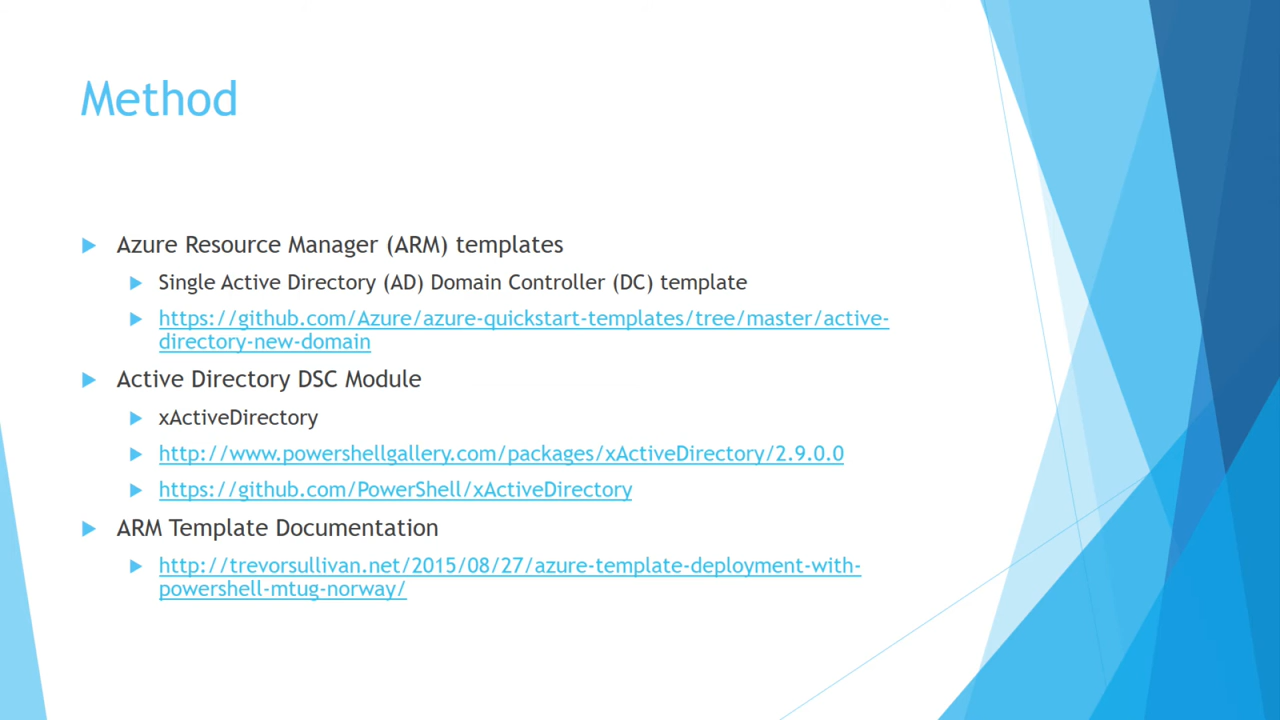 Method
Azure Resource Manager (ARM) templates
Single Active Directory (AD) Domain Controller (DC) template
https://github.com/Azure/azure-quickstart-templates/tree/master/active-
directory-new-domain
Active Directory DSC Module
xActiveDirectory
http://www.powershellgallery.com/packages/xActiveDirectory/2.9.0.0
https://github.com/PowerShell/xActiveDirectory
ARM Template Documentation
http://trevorsullivan.net/2015/08/27/azure-template-deployment-with-
powershell-mtug-norway/